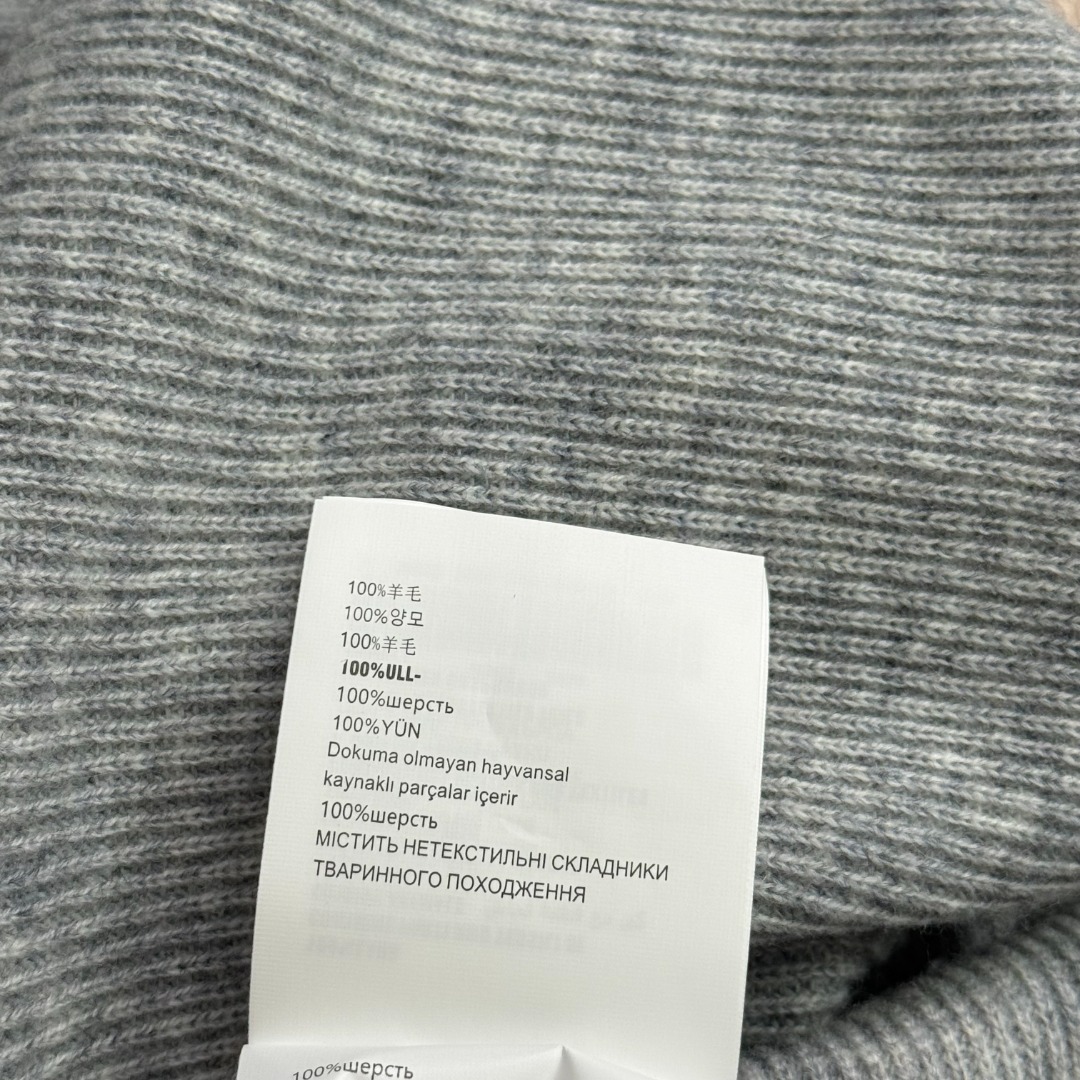 100%羊毛
100%양모
100%羊毛
100%ULL-
100%шерсть
100%YÜN
Dokuma olmayan hayvansal
kaynaklı parçalar içerir
100%шерсть
МІСТИТЬ НЕТЕКСТИЛЬНІ СКЛАДНИКИ
ТВАРИННОГО ПОХОДЖЕННЯ
100%шерсть